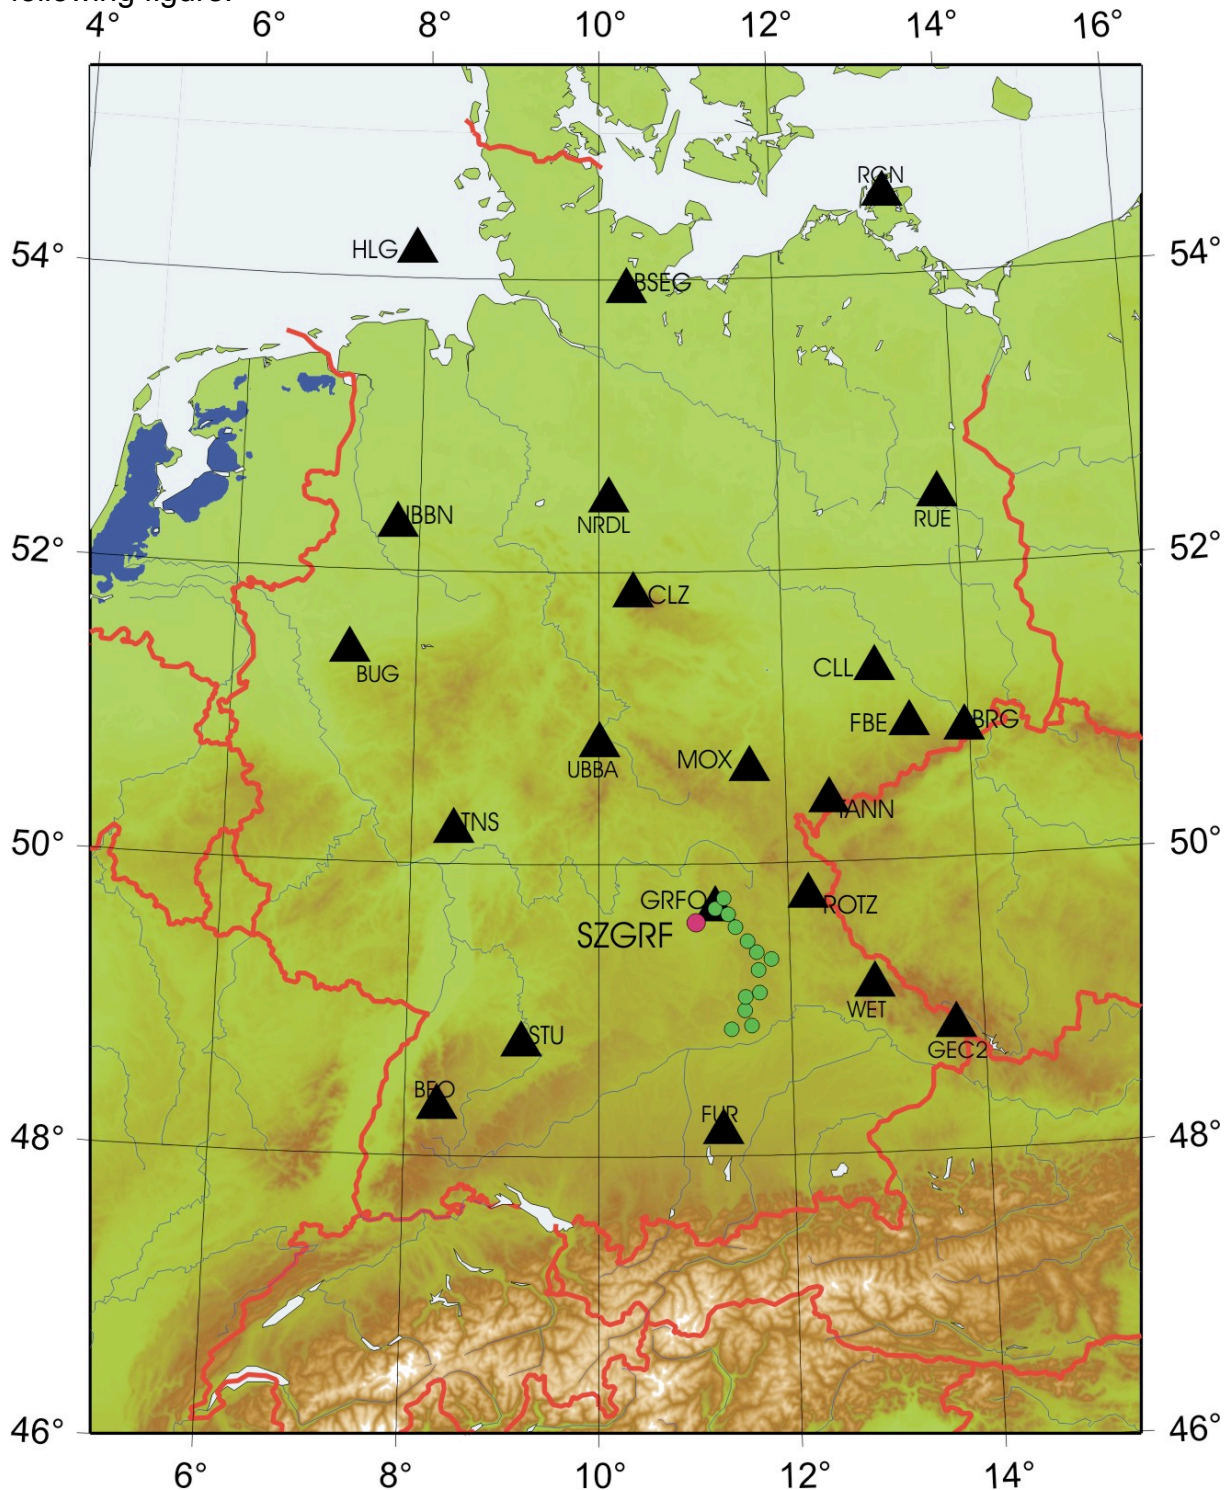 following figure.
4° 6° 8° 10° 12° 14° 16°
RGN
HLG
54° 54°
BSEG
IBBN
NRDL
RUE
52° 52°
CLZ
BUG
CLL
FBE
BRG
MOX
UBBA
TANN
TNS
50° 50°
GRFO
ROTZ
SZGRF
WET
STU
GEC2
BFO
FUR
48° 48°
46° 46°
6° 8° 10° 12° 14°